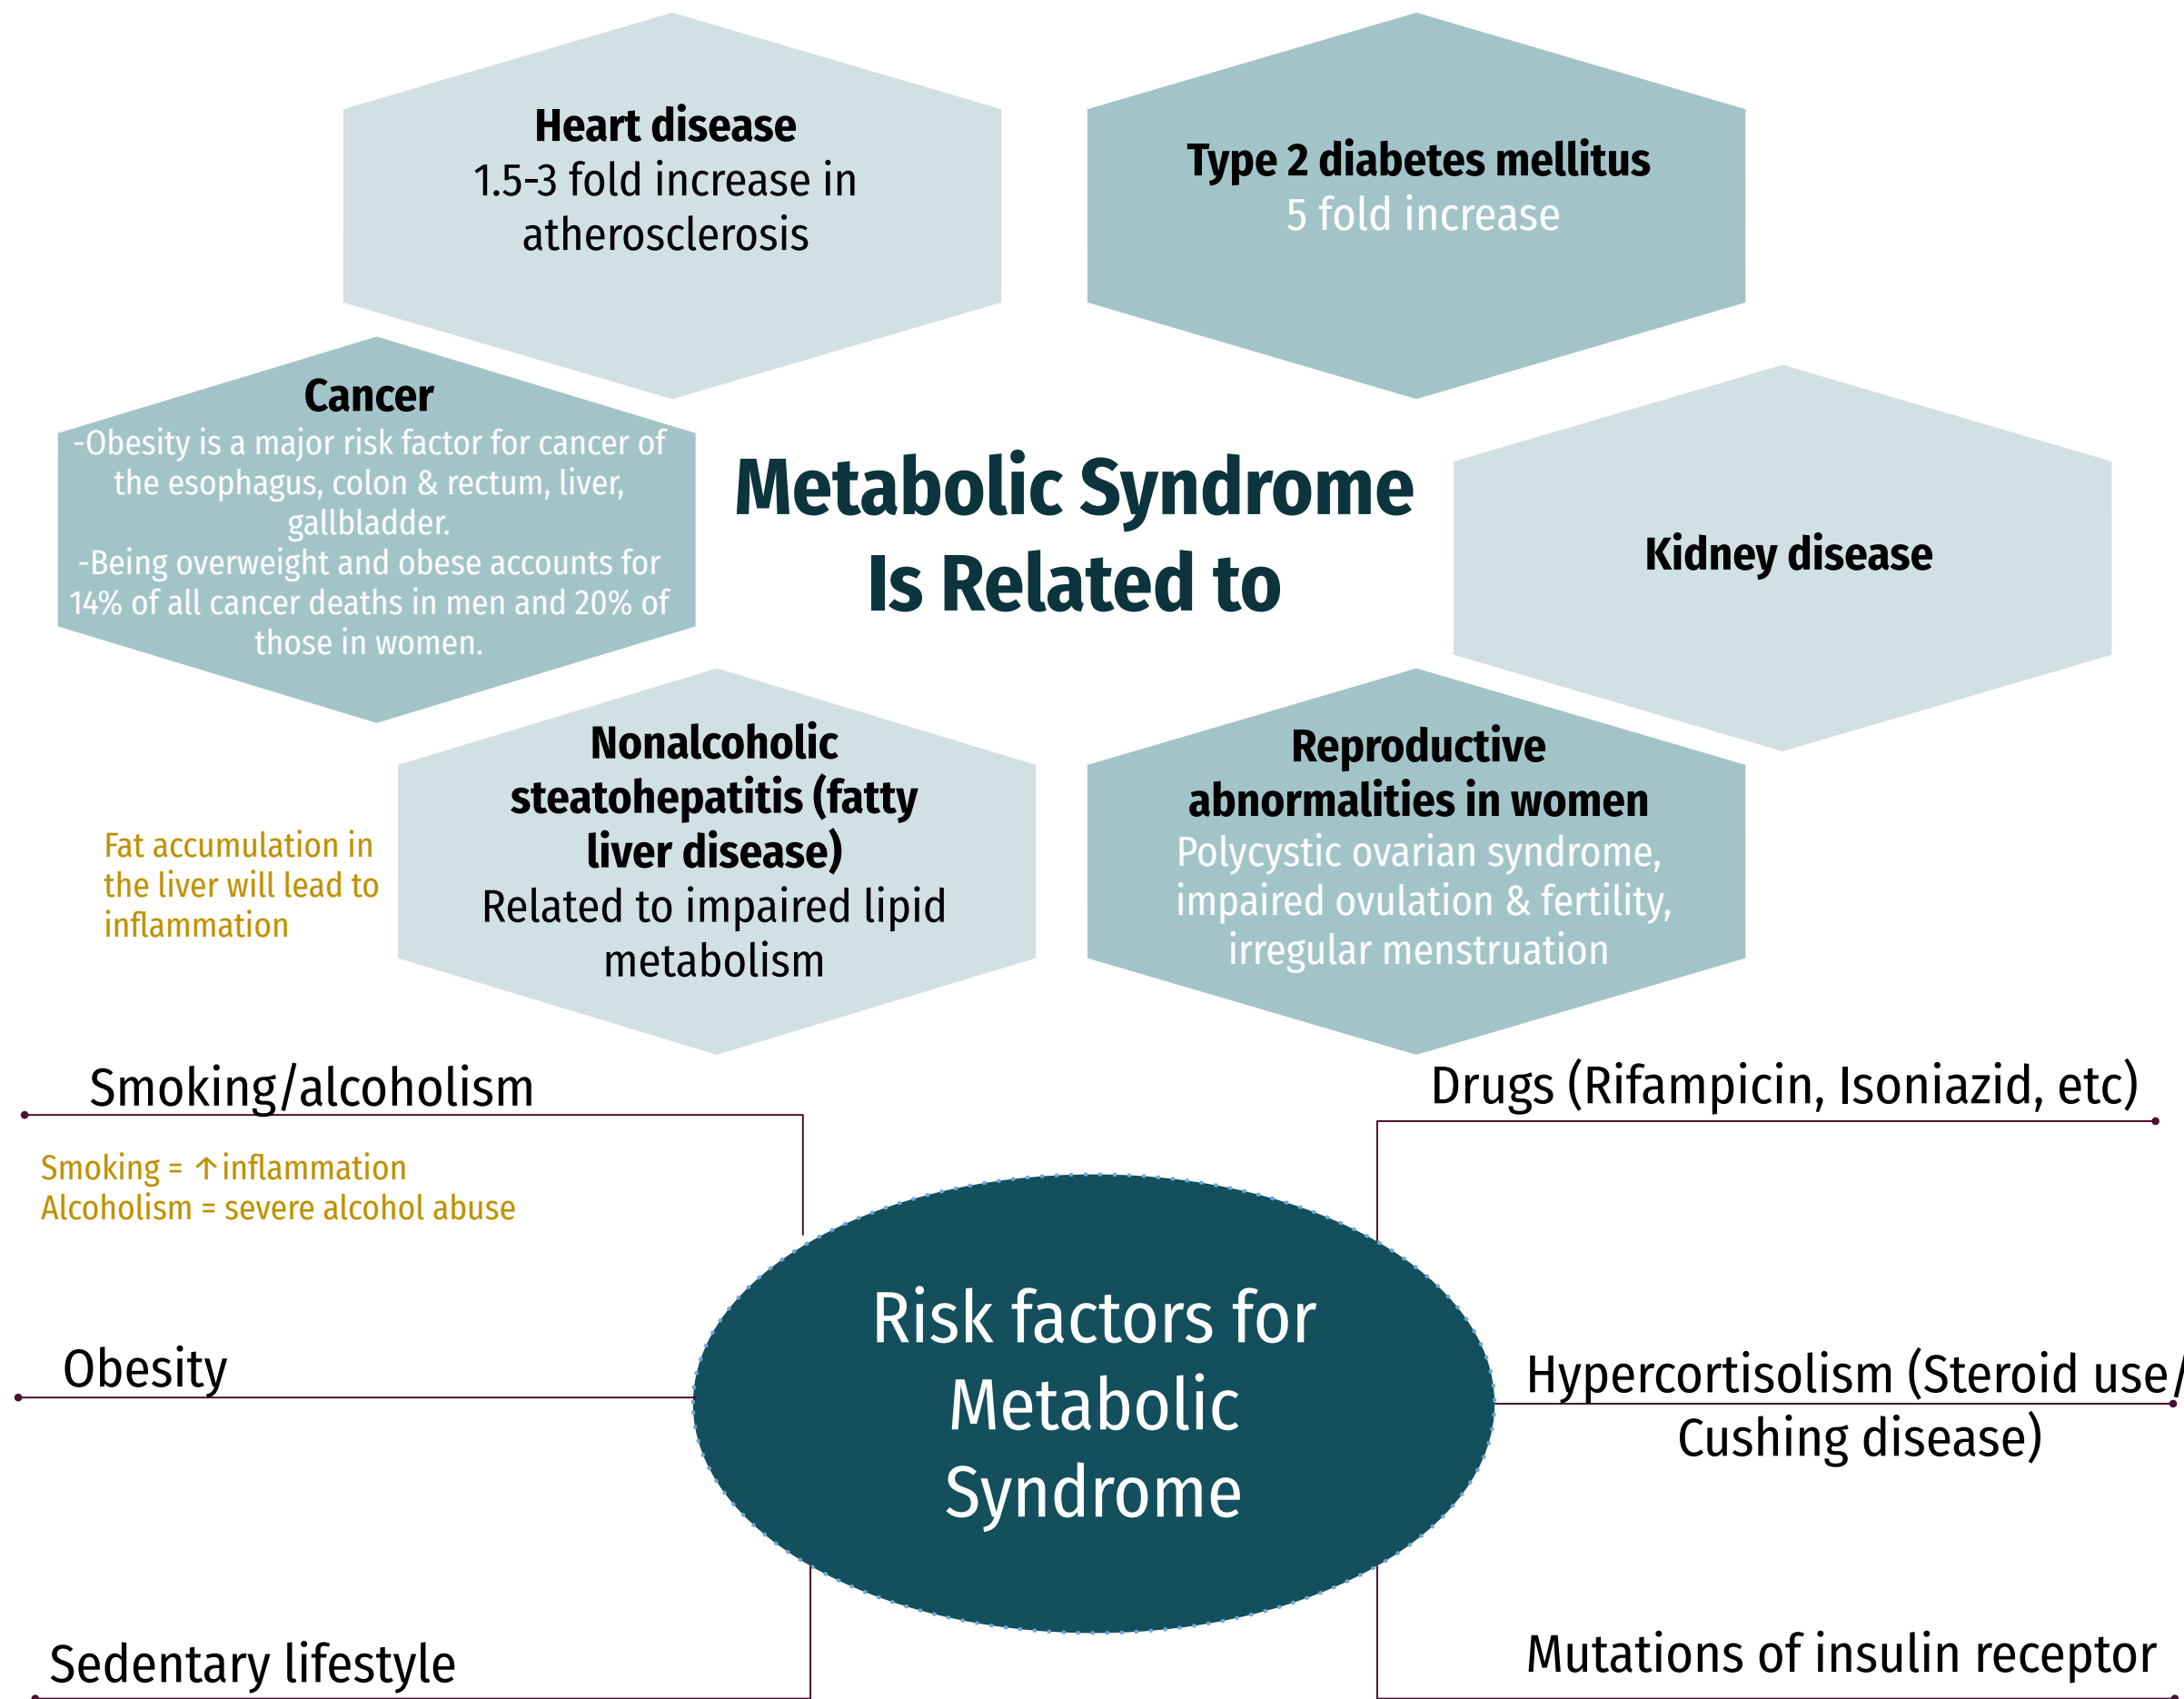 Heart disease
1.5-3 fold increase in
atherosclerosis
Type 2 diabetes mellitus
5 fold increase
Cancer
-Obesity is a major risk factor for cancer of
the esophagus, colon & rectum, liver,
gallbladder.
-Being overweight and obese accounts for
14% of all cancer deaths in men and 20% of
those in women.
Metabolic Syndrome
Is Related to
Kidney disease
Nonalcoholic
steatohepatitis (fatty
liver disease)
Related to impaired lipid
metabolism
Fat accumulation in
the liver will lead to
inflammation
Reproductive
abnormalities in women
Polycystic ovarian syndrome,
impaired ovulation & fertility,
irregular menstruation
Smoking/alcoholism
Smoking = ↑inflammation
Alcoholism = severe alcohol abuse
Drugs (Rifampicin, Isoniazid, etc)
Risk factors for
Metabolic
Syndrome
Obesity
Hypercortisolism (Steroid use/
Cushing disease)
Sedentary lifestyle
Mutations of insulin receptor